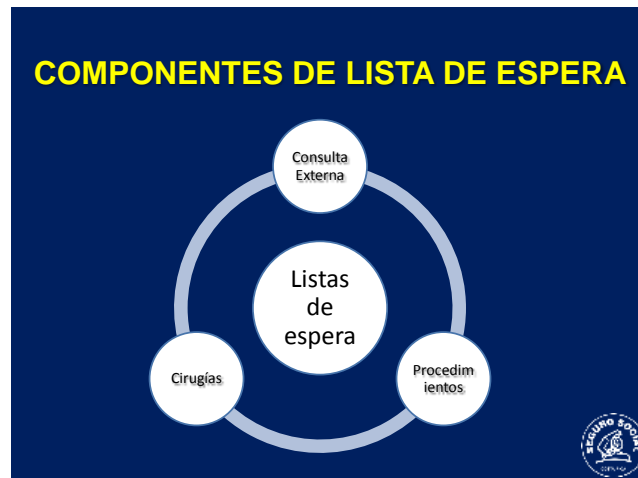 COMPONENTES DE LISTA DE ESPERA
Consulta
Externa
Listas
de
espera
Cirugías
Procedim
ientos
SEGURO SOCIAL